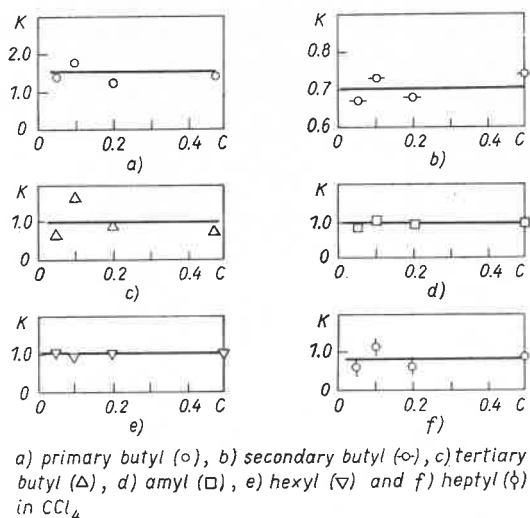 K
2.0
1.0
0
0 0.2 0.4 C
a)
K
0.9
0.8
0.7
0.6
0 0.2 0.4 C
b)
K
1.0
0
0 0.2 0.4 C
c)
K
1.0
0
0 0.2 0.4 C
d)
K
1.0
0
0 0.2 0.4 C
e)
K
1.0
0
0 0.2 0.4 C
f)
a) primary butyl (○), b) secondary butyl (-○-), c) tertiary
butyl (△), d) amyl (□), e) hexyl (▽) and f) heptyl (⌽)
in CCl₄